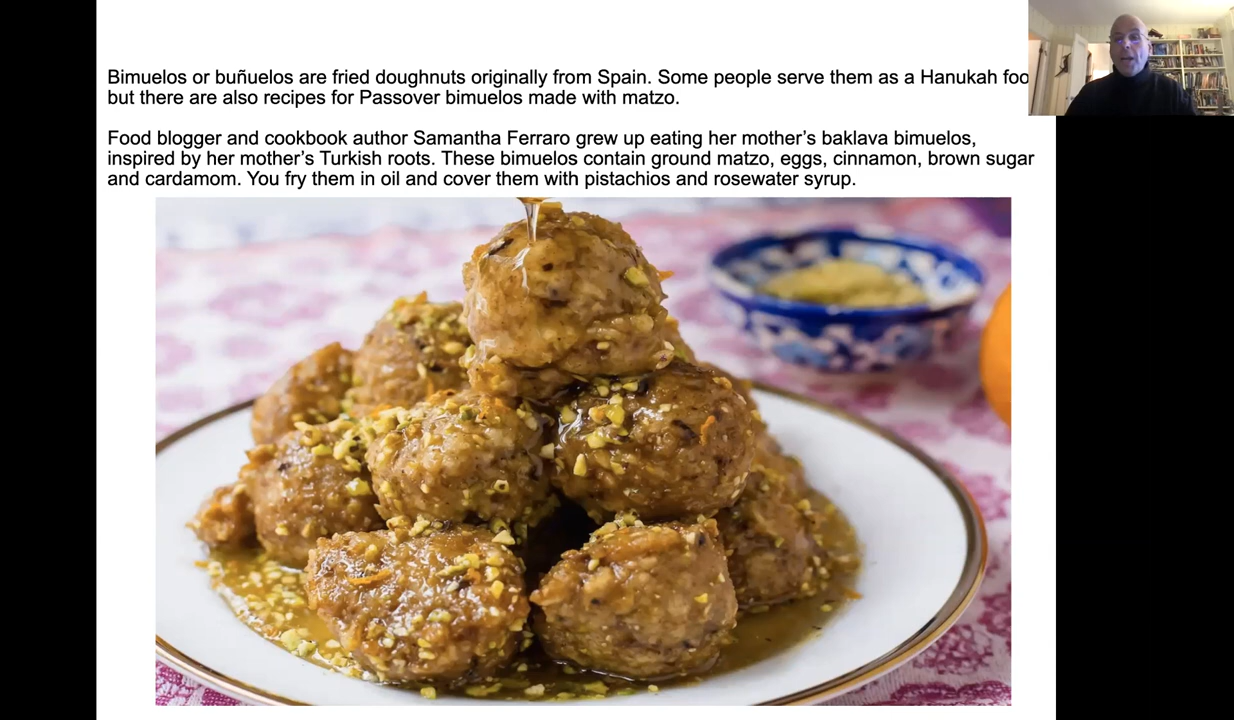 Bimuelos or buñuelos are fried doughnuts originally from Spain. Some people serve them as a Hanukah foo
but there are also recipes for Passover bimuelos made with matzo.
Food blogger and cookbook author Samantha Ferraro grew up eating her mother’s baklava bimuelos,
inspired by her mother’s Turkish roots. These bimuelos contain ground matzo, eggs, cinnamon, brown sugar
and cardamom. You fry them in oil and cover them with pistachios and rosewater syrup.